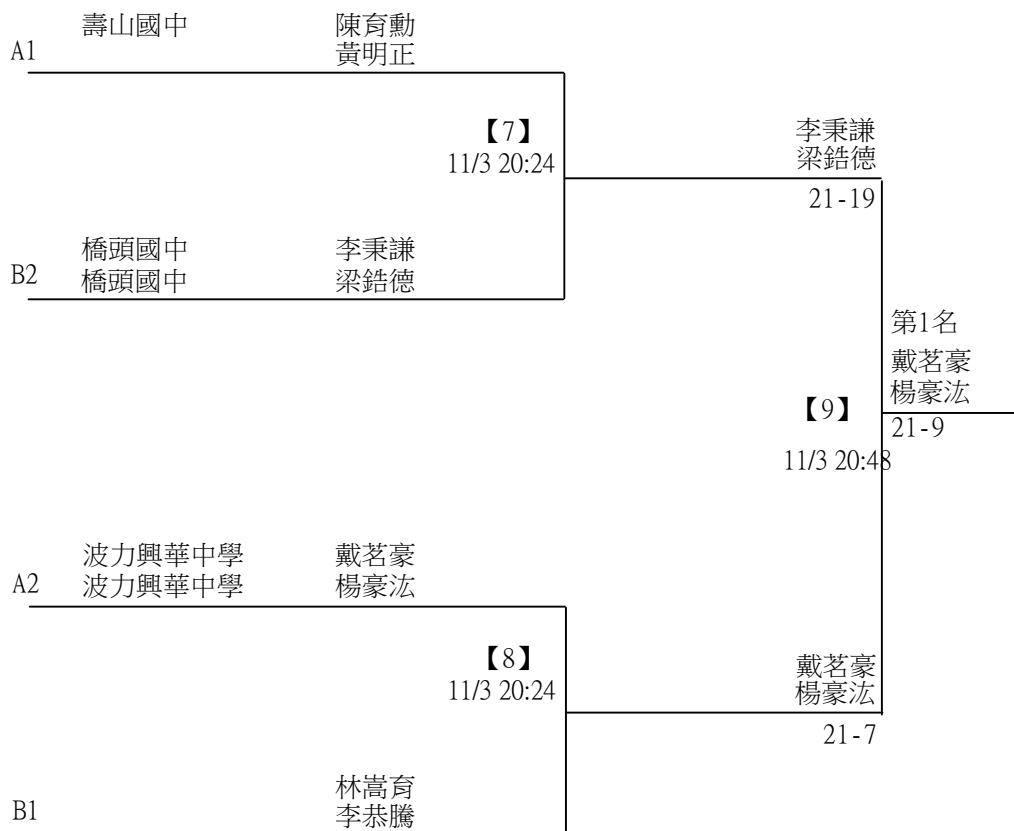 壽山國中 陳育勳
A1 黃明正
【7】
11/3 20:24
李秉謙
梁鋯德
21-19
橋頭國中 李秉謙
B2 橋頭國中 梁鋯德
第1名
戴茗豪
楊豪汯
【9】
21-9
11/3 20:48
波力興華中學 戴茗豪
A2 波力興華中學 楊豪汯
【8】
11/3 20:24
戴茗豪
楊豪汯
21-7
林嵩育
B1 李恭騰